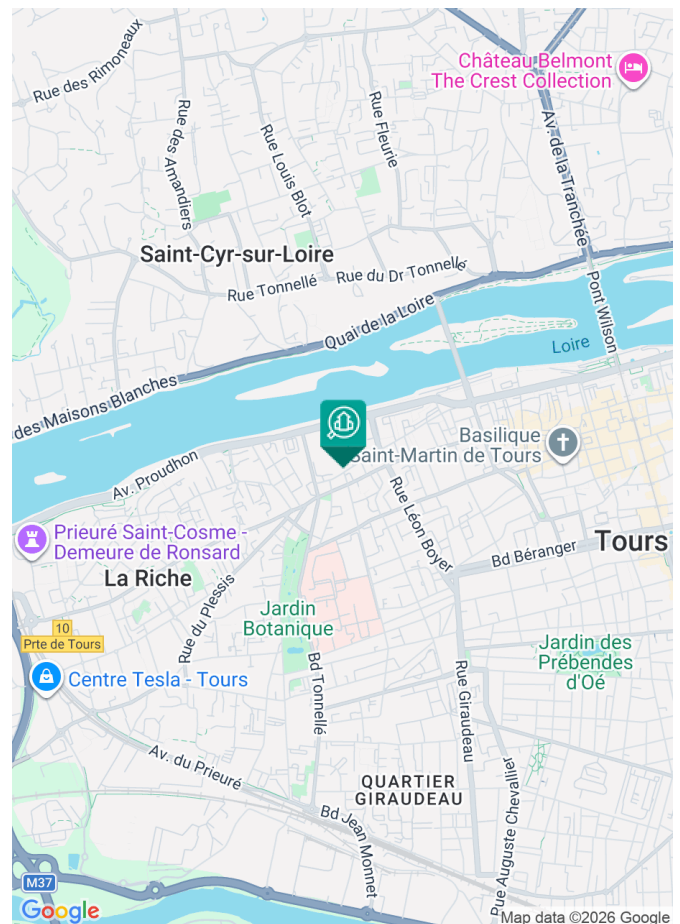 Château Belmont
The Crest Collection
Rue des Rimoneaux
Rue des Amandiers
Rue Louis Blot
Rue Fleurie
Av. de la Tranchée
Saint-Cyr-sur-Loire
Rue du Dr Tonnellé
Rue Tonnellé
Quai de la Loire
Pont Wilson
Loire
des Maisons Blanches
Basilique
Saint-Martin de Tours
Av. Proudhon
Rue Léon Boyer
Prieuré Saint-Cosme -
Demeure de Ronsard
Bd Béranger
Tours
La Riche
Rue du Plessis
Jardin
Botanique
10
Prte de Tours
Jardin des
Prébendes
d'Oé
Centre Tesla - Tours
Bd Tonnellé
Rue Giraudeau
Av. du Prieuré
QUARTIER
GIRAUDEAU
Rue Auguste Chevallier
Bd Jean Monnet
M37
Google
Map data ©2026 Google